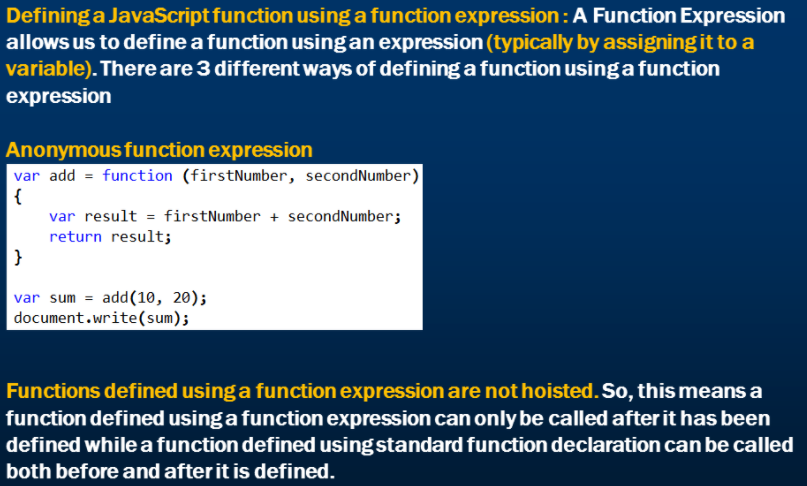 Defining a JavaScript function using a function expression : A Function Expression
allows us to define a function using an expression (typically by assigning it to a
variable). There are 3 different ways of defining a function using a function
expression
Anonymous function expression
var add = function (firstNumber, secondNumber)
{
    var result = firstNumber + secondNumber;
    return result;
}
var sum = add(10, 20);
document.write(sum);
Functions defined using a function expression are not hoisted. So, this means a
function defined using a function expression can only be called after it has been
defined while a function defined using standard function declaration can be called
both before and after it is defined.